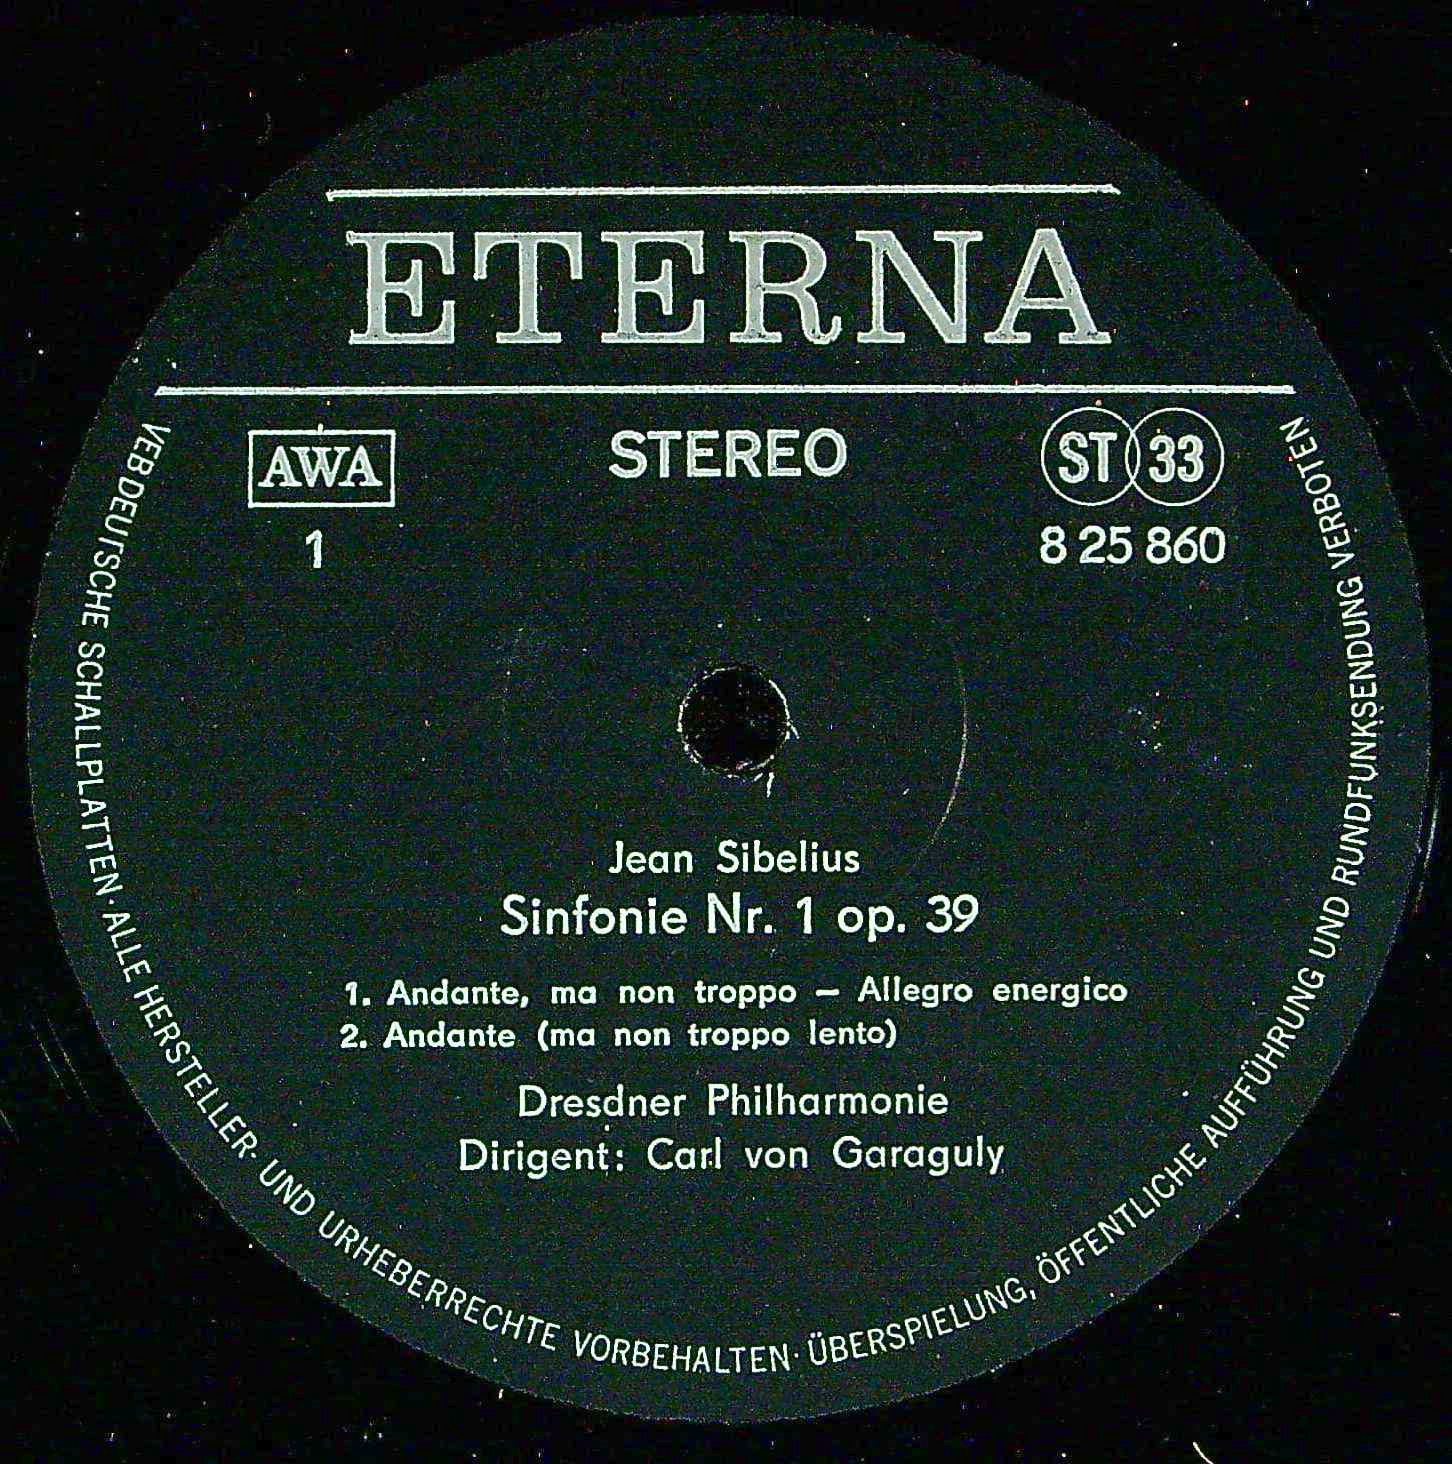 ETERNA
AWA
STEREO
ST 33
1
8 25 860
Jean Sibelius
Sinfonie Nr. 1 op. 39
1. Andante, ma non troppo – Allegro energico
2. Andante (ma non troppo lento)
Dresdner Philharmonie
Dirigent: Carl von Garaguly
VEB DEUTSCHE SCHALLPLATTEN · ALLE HERSTELLER- UND URHEBERRECHTE VORBEHALTEN · ÜBERSPIELUNG, ÖFFENTLICHE AUFFÜHRUNG UND RUNDFUNKSENDUNG VERBOTEN